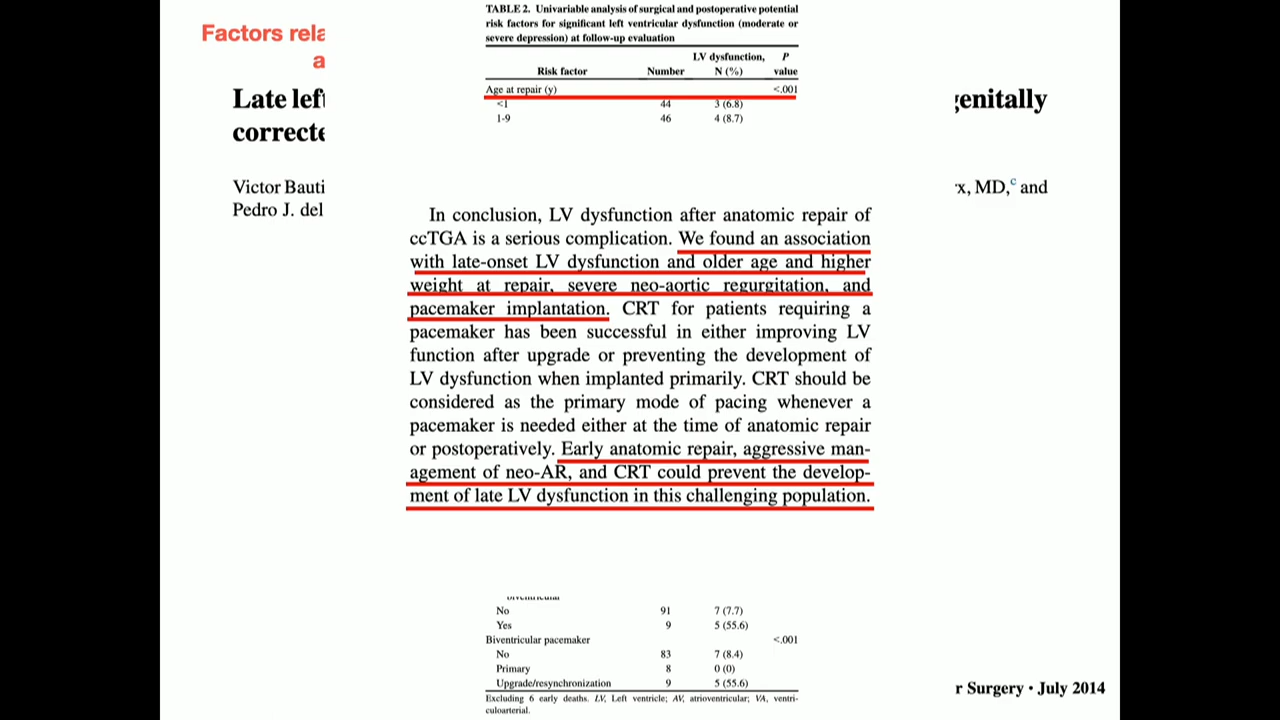 TABLE 2. Univariable analysis of surgical and postoperative potential
risk factors for significant left ventricular dysfunction (moderate or
severe depression) at follow-up evaluation
LV dysfunction, P
Risk factor Number N (%) value
Age at repair (y) <.001
<1 44 3 (6.8)
1-9 46 4 (8.7)
Factors rela
a
Late left
correcte
genitally
Victor Bauti
Pedro J. del
x, MD,c and
In conclusion, LV dysfunction after anatomic repair of
ccTGA is a serious complication. We found an association
with late-onset LV dysfunction and older age and higher
weight at repair, severe neo-aortic regurgitation, and
pacemaker implantation. CRT for patients requiring a
pacemaker has been successful in either improving LV
function after upgrade or preventing the development of
LV dysfunction when implanted primarily. CRT should be
considered as the primary mode of pacing whenever a
pacemaker is needed either at the time of anatomic repair
or postoperatively. Early anatomic repair, aggressive man-
agement of neo-AR, and CRT could prevent the develop-
ment of late LV dysfunction in this challenging population.
No 91 7 (7.7)
Yes 9 5 (55.6)
Biventricular pacemaker <.001
No 83 7 (8.4)
Primary 8 0 (0)
Upgrade/resynchronization 9 5 (55.6)
Excluding 6 early deaths. LV, Left ventricle; AV, atrioventricular; VA, ventri-
culoarterial.
r Surgery • July 2014